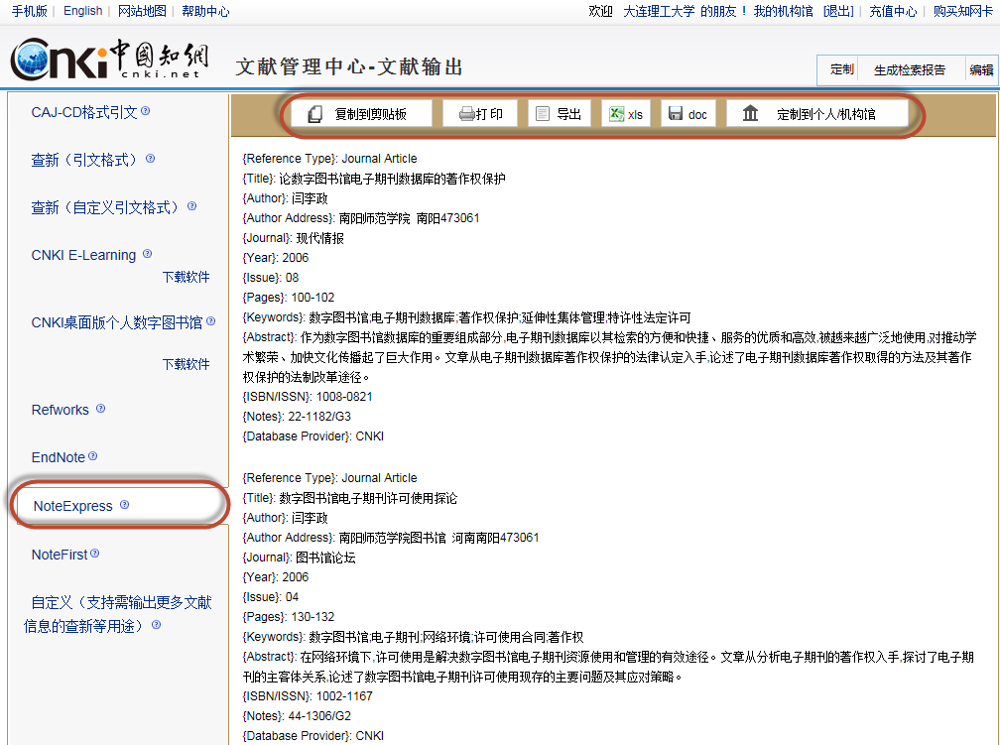 手机版 | English | 网站地图 | 帮助中心
欢迎 大连理工大学 的朋友 ! 我的机构馆 [退出] | 充值中心 | 购买知网卡
Cnki 中国知网
cnki.net
文献管理中心-文献输出
定制 生成检索报告 编辑
CAJ-CD格式引文
查新（引文格式）
查新（自定义引文格式）
CNKI E-Learning
下载软件
CNKI桌面版个人数字图书馆
下载软件
Refworks
EndNote
NoteExpress
NoteFirst
自定义（支持需输出更多文献
信息的查新等用途）
复制到剪贴板 打印 导出 xls doc 定制到个人/机构馆
{Reference Type}: Journal Article
{Title}: 论数字图书馆电子期刊数据库的著作权保护
{Author}: 闫李政
{Author Address}: 南阳师范学院 南阳473061
{Journal}: 现代情报
{Year}: 2006
{Issue}: 08
{Pages}: 100-102
{Keywords}: 数字图书馆;电子期刊数据库;著作权保护;延伸性集体管理;特许性法定许可
{Abstract}: 作为数字图书馆数据库的重要组成部分,电子期刊数据库以其检索的方便和快捷、服务的优质和高效,被越来越广泛地使用,对推动学
术繁荣、加快文化传播起了巨大作用。文章从电子期刊数据库著作权保护的法律认定入手,论述了电子期刊数据库著作权取得的方法及其著作
权保护的法制改革途径。
{ISBN/ISSN}: 1008-0821
{Notes}: 22-1182/G3
{Database Provider}: CNKI
{Reference Type}: Journal Article
{Title}: 数字图书馆电子期刊许可使用探论
{Author}: 闫李政
{Author Address}: 南阳师范学院图书馆 河南南阳473061
{Journal}: 图书馆论坛
{Year}: 2006
{Issue}: 04
{Pages}: 130-132
{Keywords}: 数字图书馆;电子期刊;网络环境;许可使用合同;著作权
{Abstract}: 在网络环境下,许可使用是解决数字图书馆电子期刊资源使用和管理的有效途径。文章从分析电子期刊的著作权入手,探讨了电子期
刊的主客体关系,论述了数字图书馆电子期刊许可使用现存的主要问题及其应对策略。
{ISBN/ISSN}: 1002-1167
{Notes}: 44-1306/G2
{Database Provider}: CNKI